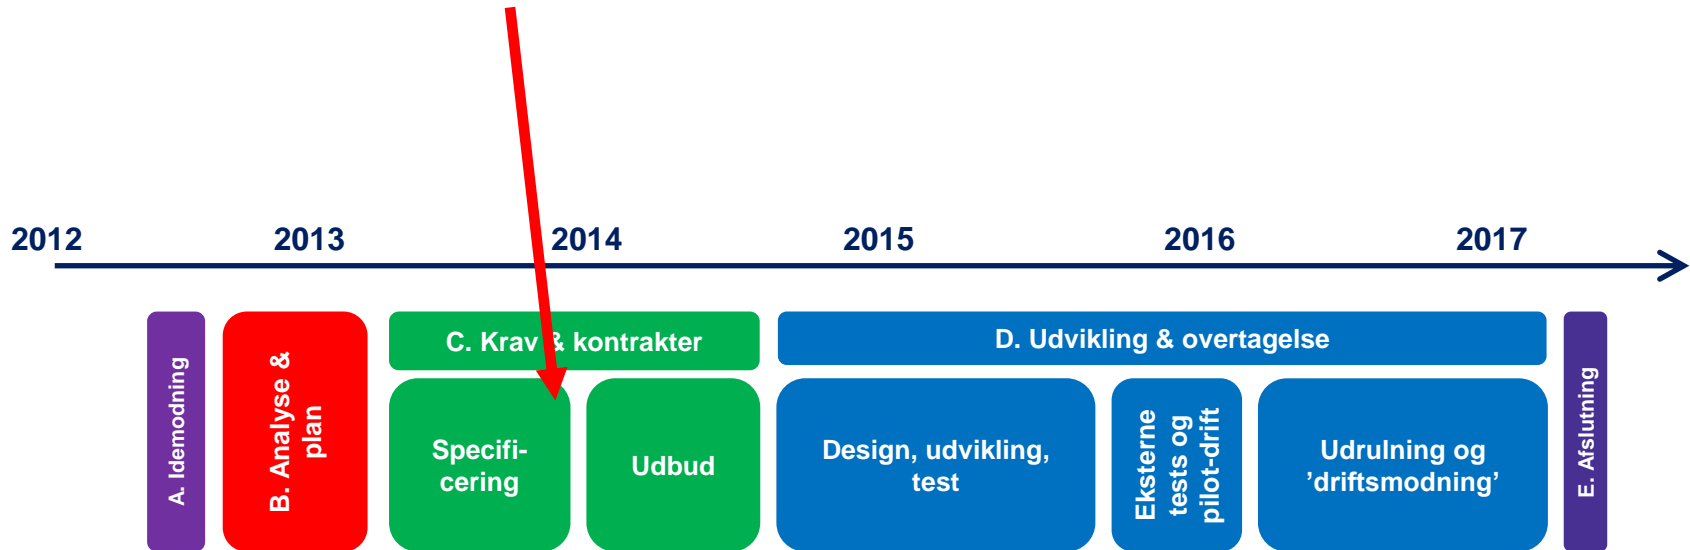 2012 2013 2014 2015 2016 2017
A. Idemodning
B. Analyse &
plan
C. Krav & kontrakter
Specifi-
cering
Udbud
D. Udvikling & overtagelse
Design, udvikling,
test
Eksterne
tests og
pilot-drift
Udrulning og
’driftsmodning’
E. Afslutning